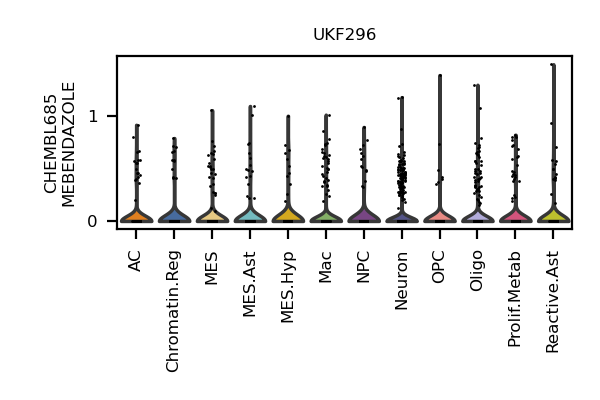 UKF296
CHEMBL685
MEBENDAZOLE
1
0
AC
Chromatin.Reg
MES
MES.Ast
MES.Hyp
Mac
NPC
Neuron
OPC
Oligo
Prolif.Metab
Reactive.Ast